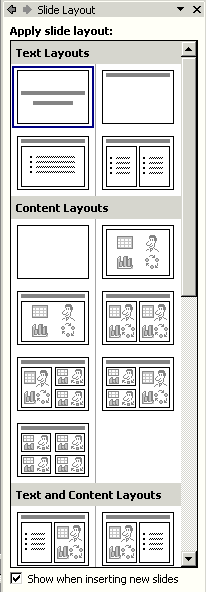 Slide Layout
Apply slide layout:
Text Layouts
Content Layouts
Text and Content Layouts
Show when inserting new slides